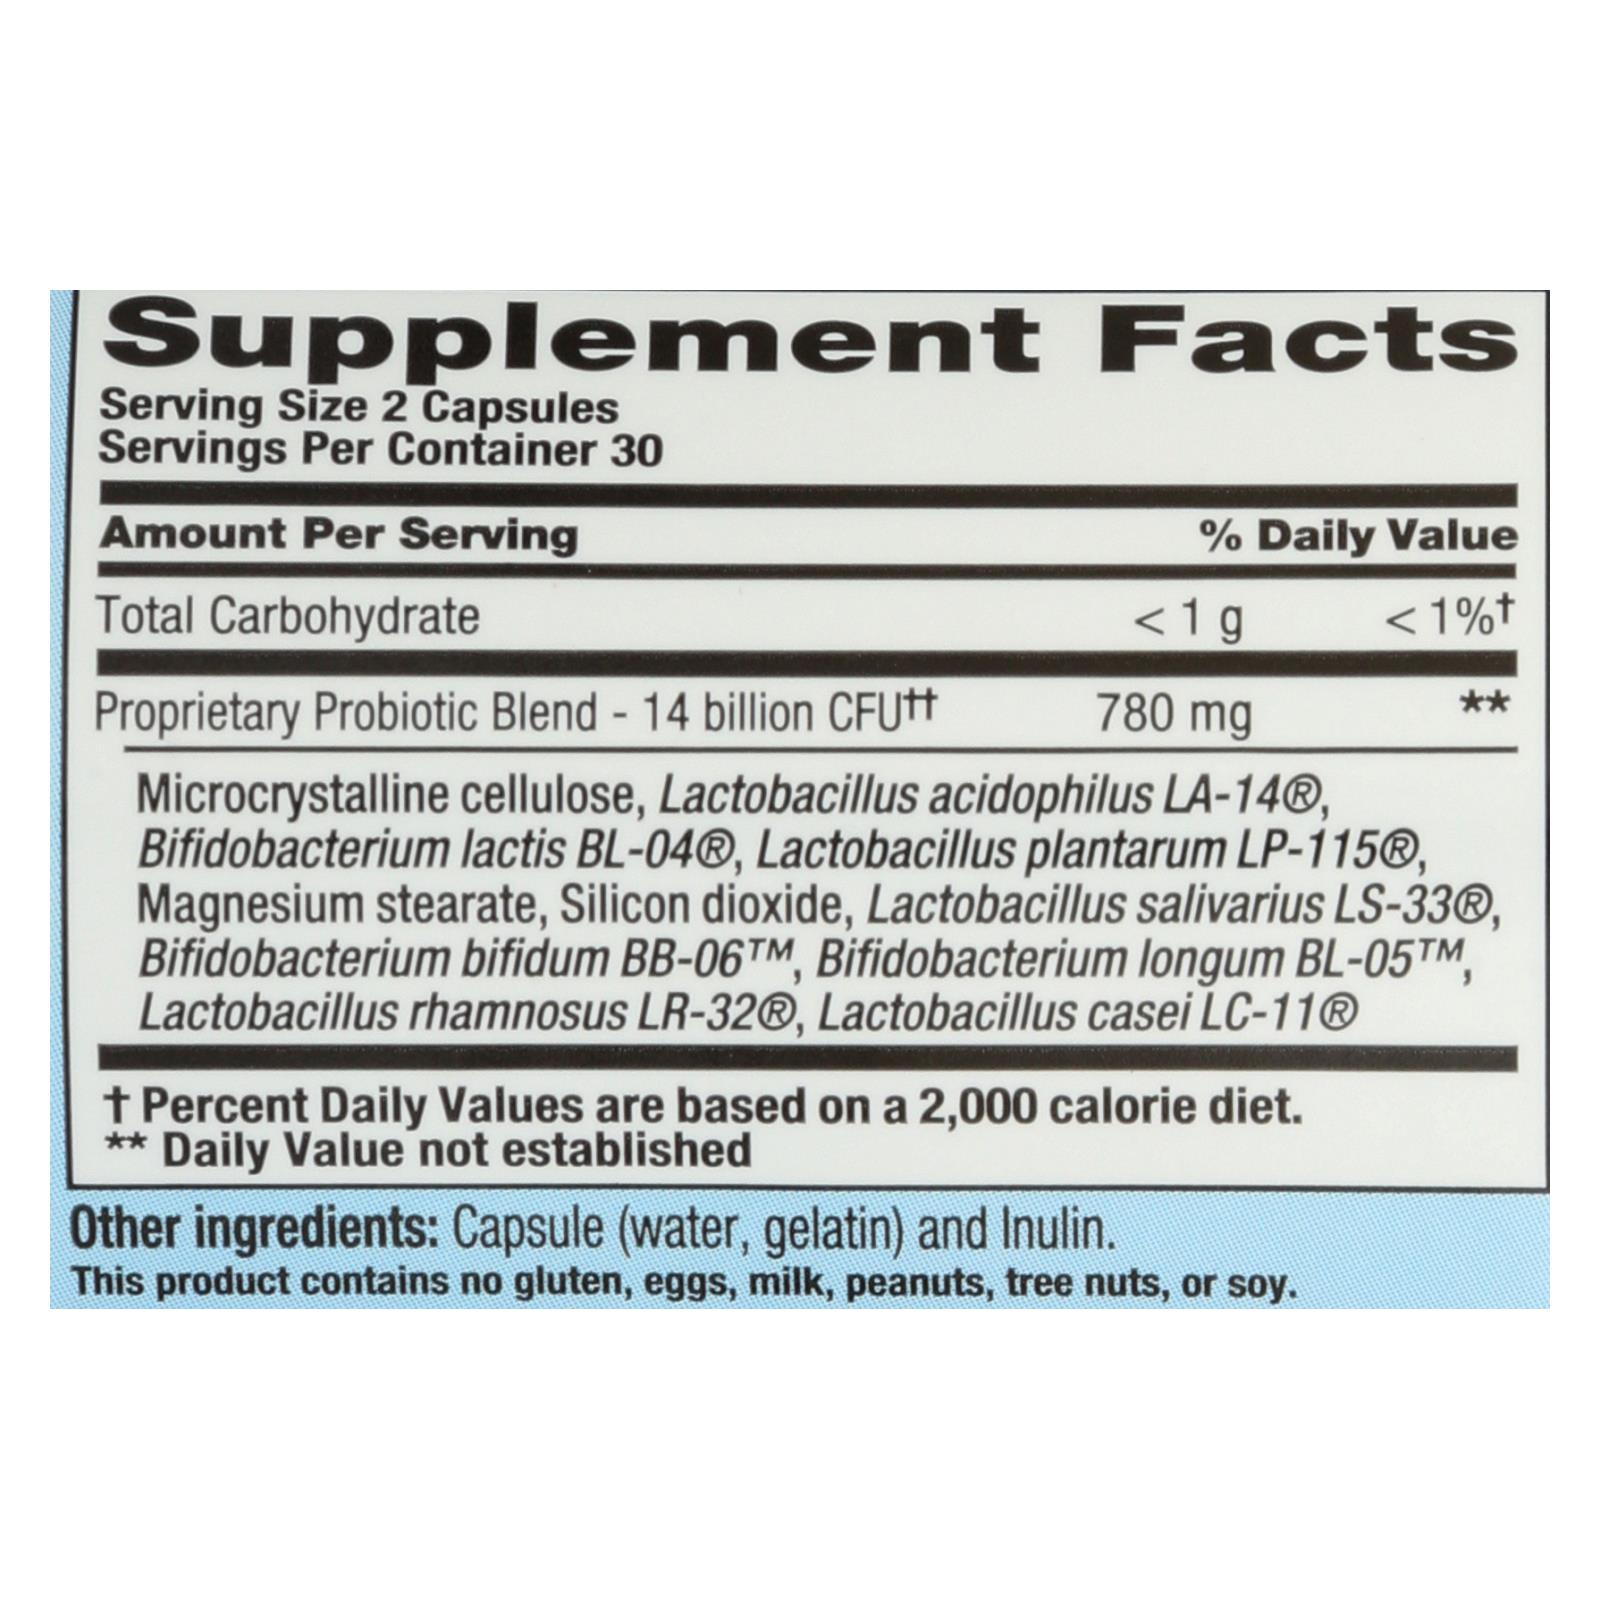 Supplement Facts
Serving Size 2 Capsules
Servings Per Container 30
Amount Per Serving % Daily Value
Total Carbohydrate < 1 g < 1%†
Proprietary Probiotic Blend - 14 billion CFU†† 780 mg **
Microcrystalline cellulose, Lactobacillus acidophilus LA-14®,
Bifidobacterium lactis BL-04®, Lactobacillus plantarum LP-115®,
Magnesium stearate, Silicon dioxide, Lactobacillus salivarius LS-33®,
Bifidobacterium bifidum BB-06™, Bifidobacterium longum BL-05™,
Lactobacillus rhamnosus LR-32®, Lactobacillus casei LC-11®
† Percent Daily Values are based on a 2,000 calorie diet.
** Daily Value not established
Other ingredients: Capsule (water, gelatin) and Inulin.
This product contains no gluten, eggs, milk, peanuts, tree nuts, or soy.